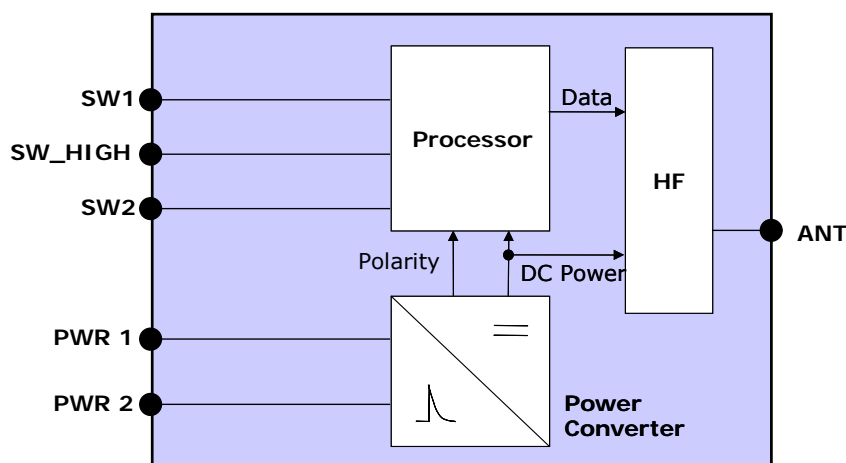 SW1
SW_HIGH
SW2
Processor
Data
HF
ANT
Polarity
DC Power
PWR 1
PWR 2
Power
Converter